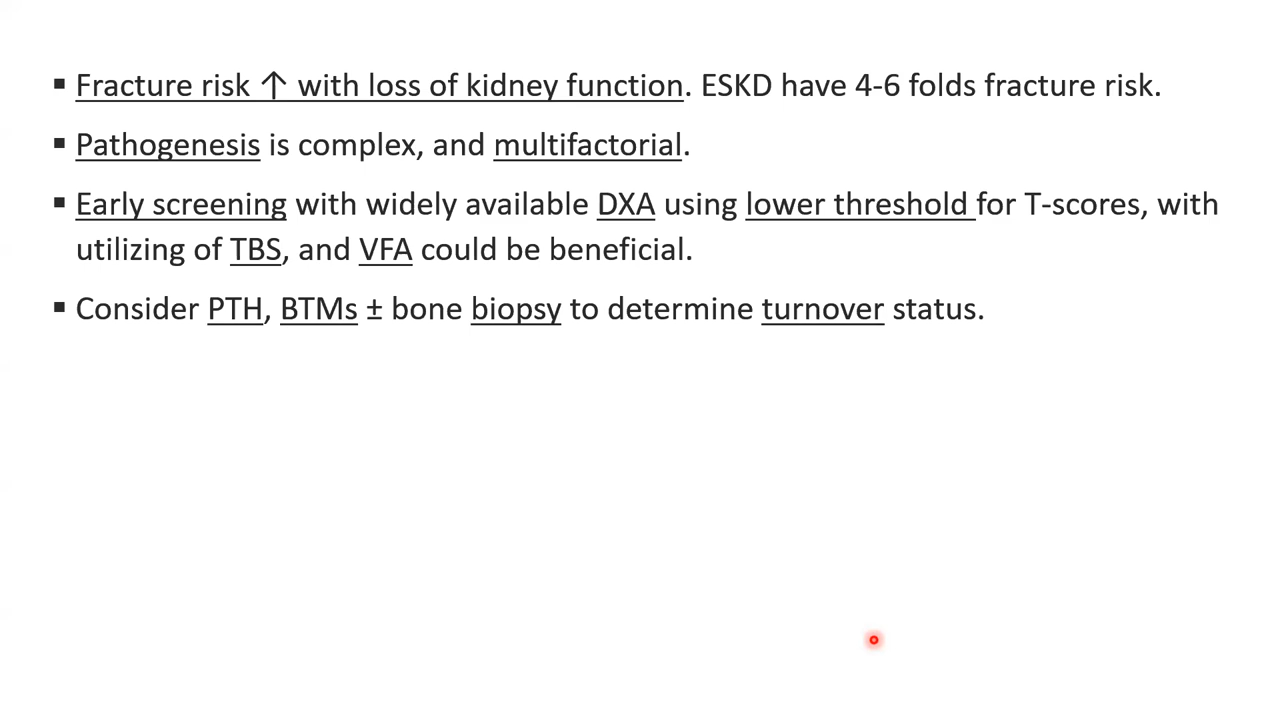 ▪ Fracture risk ↑ with loss of kidney function. ESKD have 4-6 folds fracture risk.
▪ Pathogenesis is complex, and multifactorial.
▪ Early screening with widely available DXA using lower threshold for T-scores, with
utilizing of TBS, and VFA could be beneficial.
▪ Consider PTH, BTMs ± bone biopsy to determine turnover status.